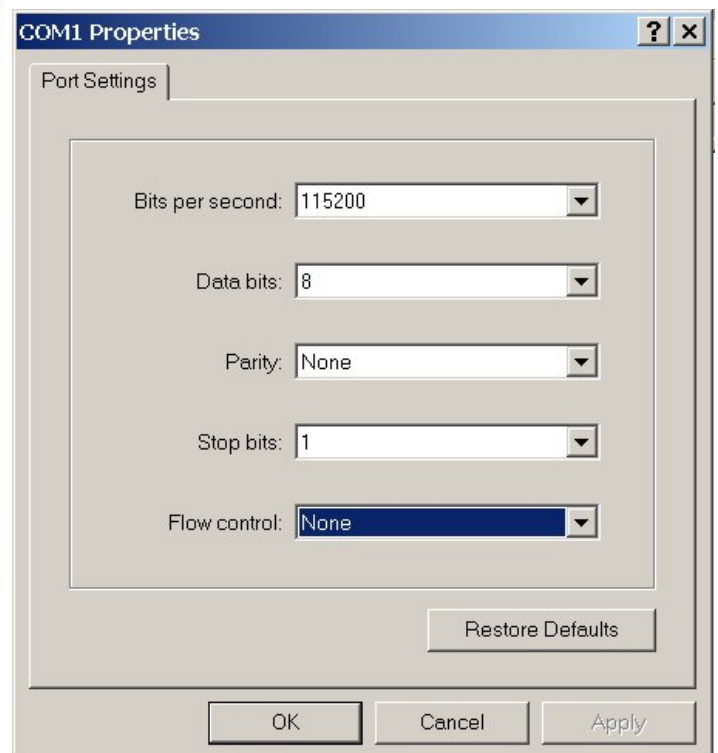 COM1 Properties
Port Settings
Bits per second: 115200
Data bits: 8
Parity: None
Stop bits: 1
Flow control: None
Restore Defaults
OK Cancel Apply